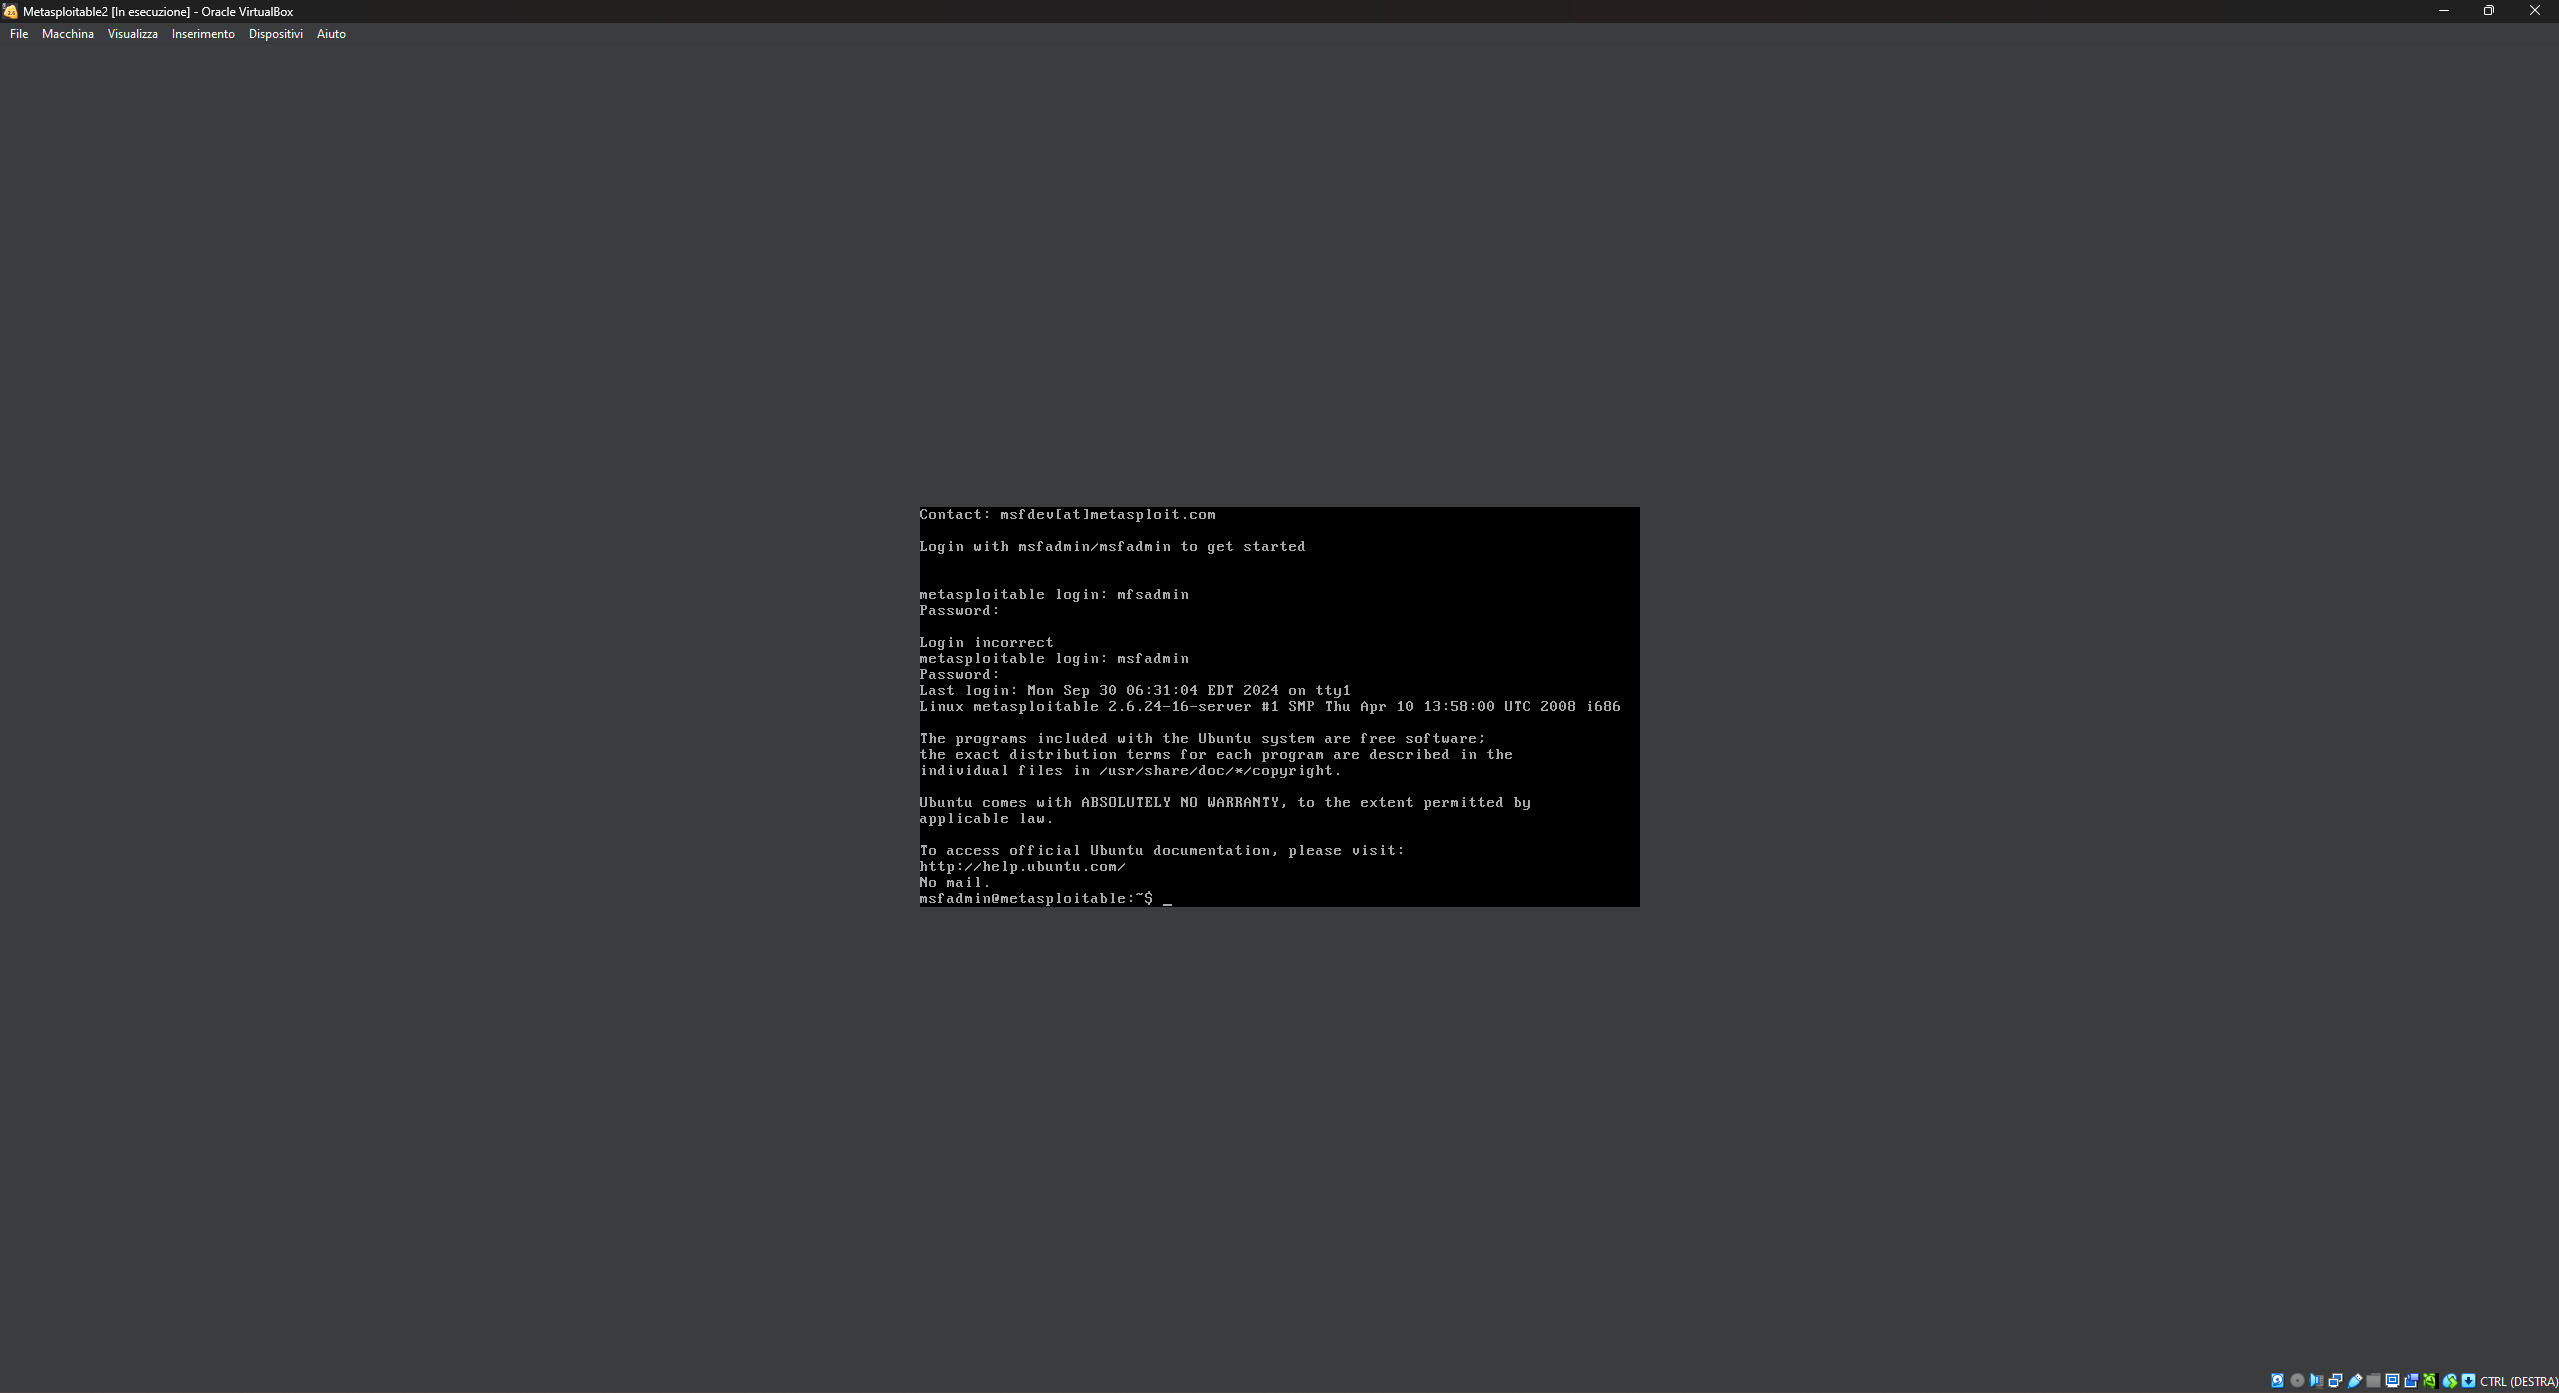 Metasploitable2 [In esecuzione] - Oracle VirtualBox
File Macchina Visualizza Inserimento Dispositivi Aiuto
Contact: msfdev[at]metasploit.com
Login with msfadmin/msfadmin to get started
metasploitable login: mfsadmin
Password:
Login incorrect
metasploitable login: msfadmin
Password:
Last login: Mon Sep 30 06:31:04 EDT 2024 on tty1
Linux metasploitable 2.6.24-16-server #1 SMP Thu Apr 10 13:58:00 UTC 2008 i686
The programs included with the Ubuntu system are free software;
the exact distribution terms for each program are described in the
individual files in /usr/share/doc/*/copyright.
Ubuntu comes with ABSOLUTELY NO WARRANTY, to the extent permitted by
applicable law.
To access official Ubuntu documentation, please visit:
http://help.ubuntu.com/
No mail.
msfadmin@metasploitable:~$ _
CTRL (DESTRA)